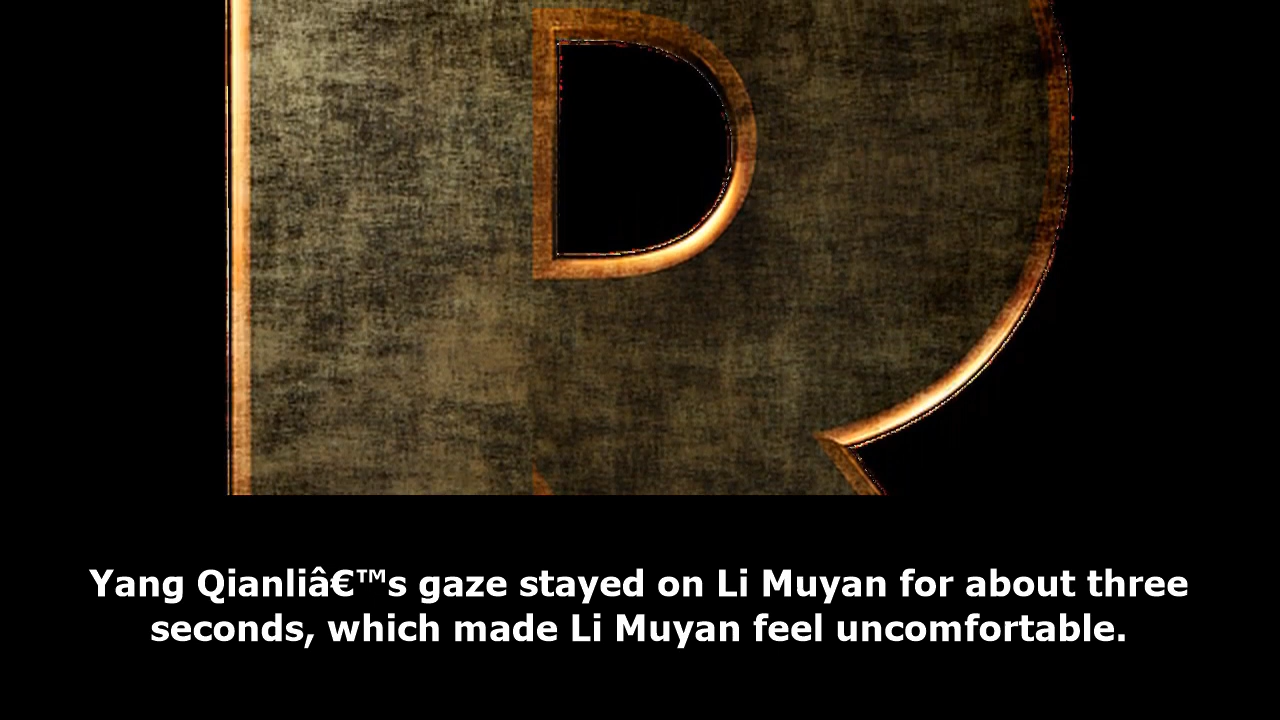 R
Yang Qianliâ€™s gaze stayed on Li Muyan for about three
seconds, which made Li Muyan feel uncomfortable.